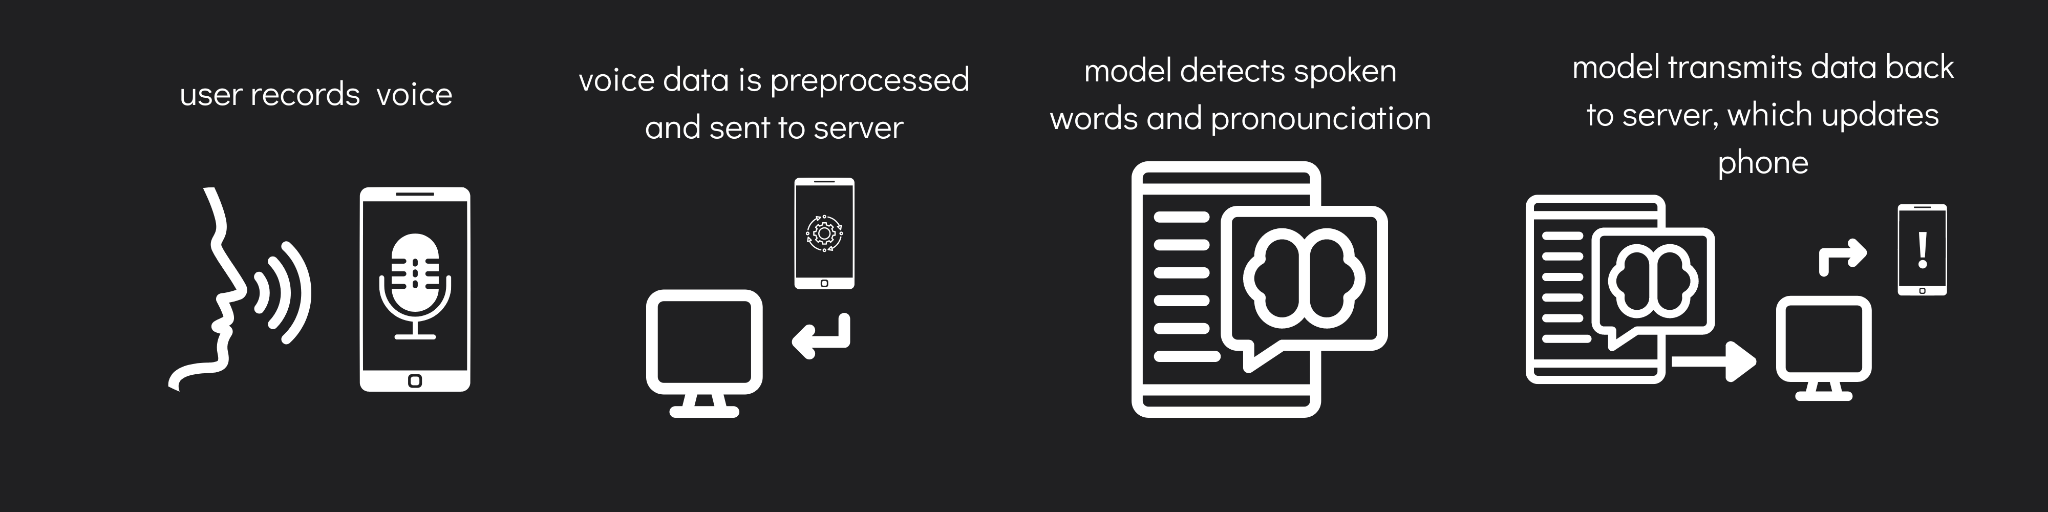 user records  voice
voice data is preprocessed
and sent to server
model detects spoken
words and pronounciation
model transmits data back
to server, which updates
phone
!